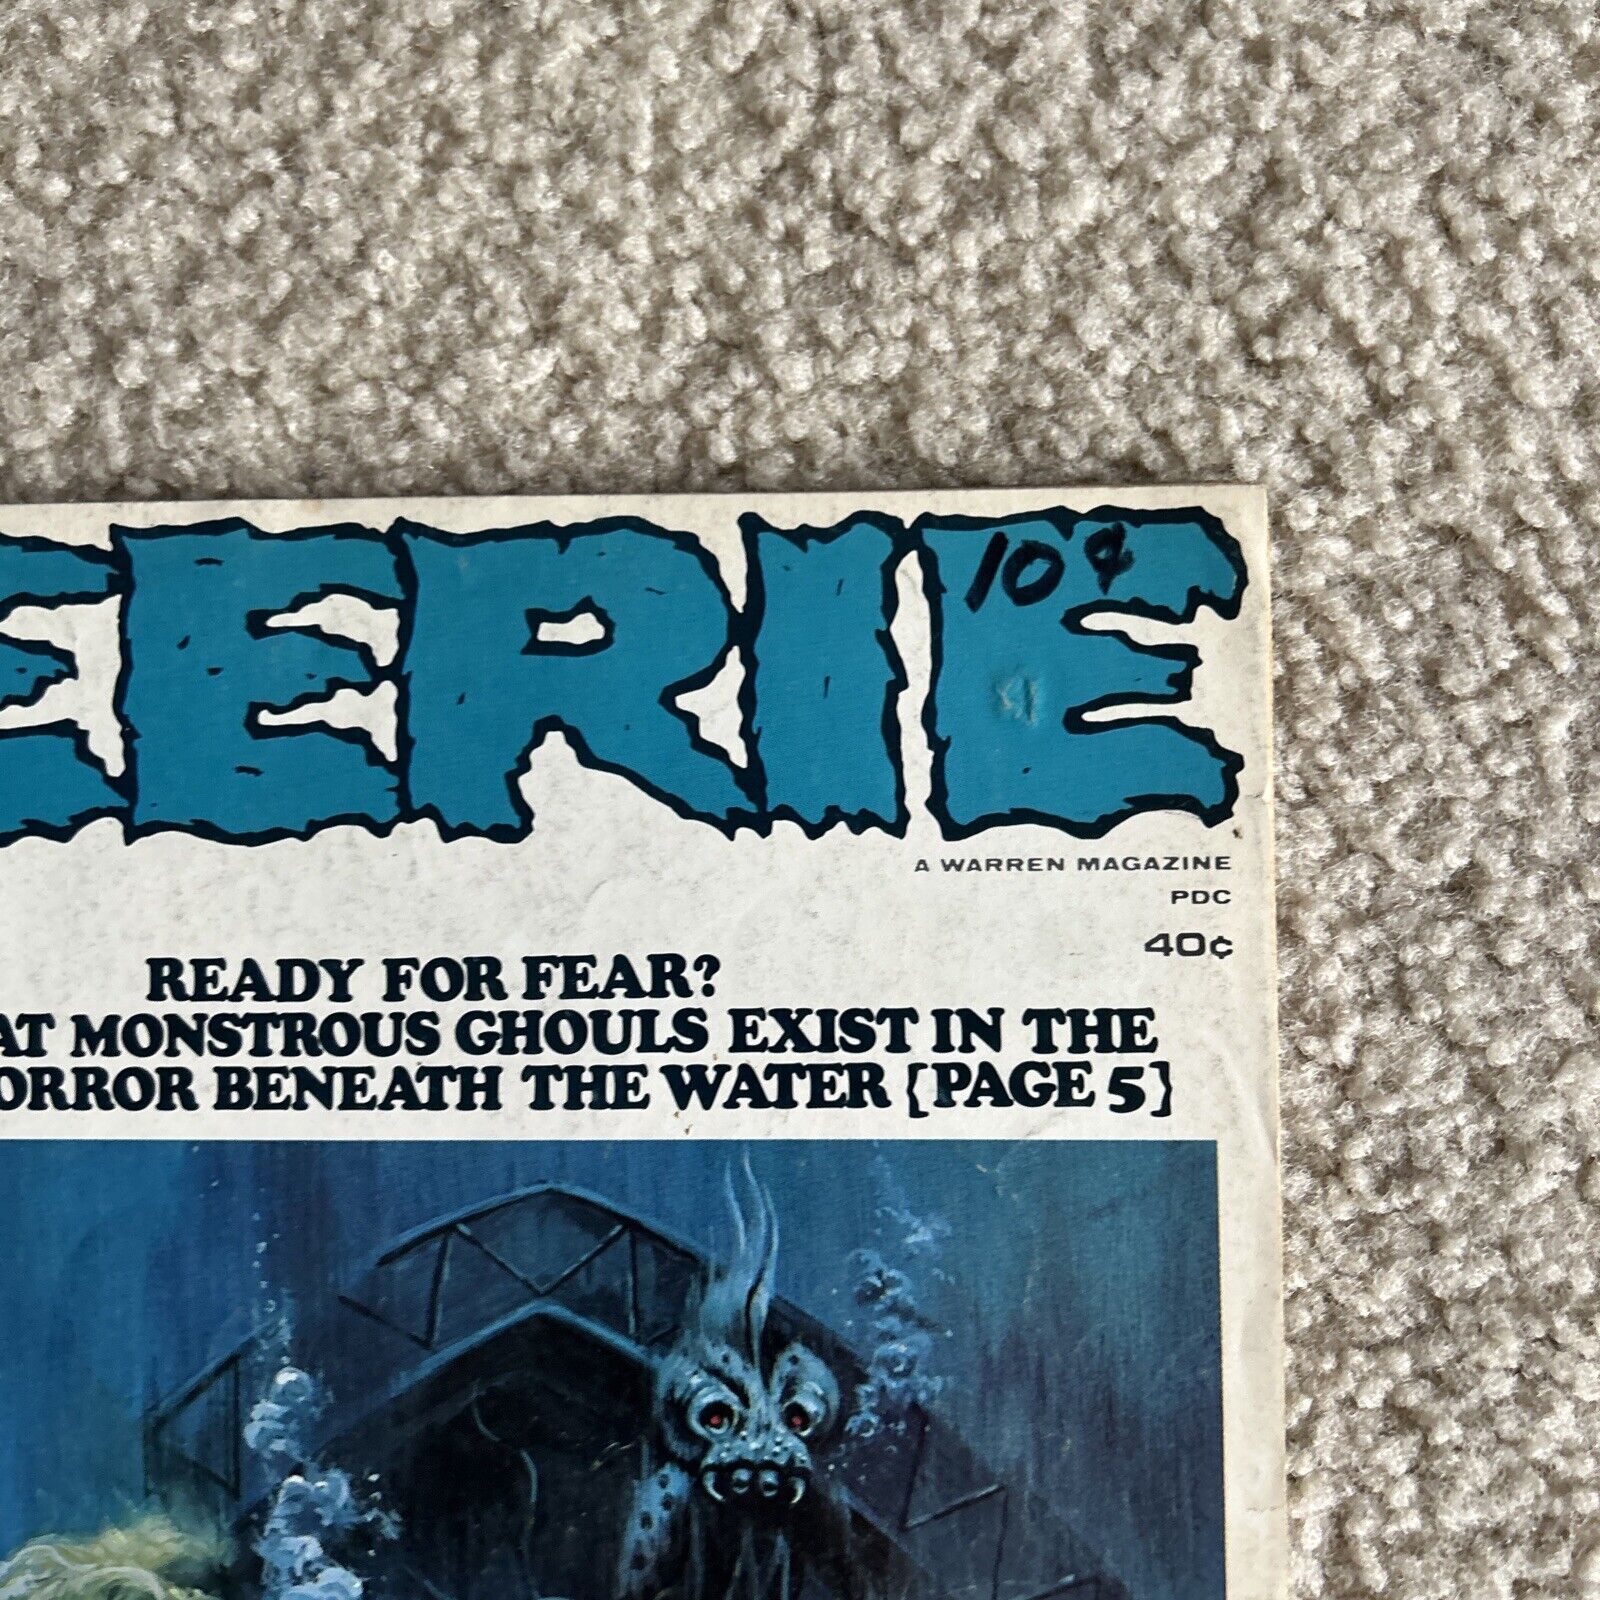 EERIE
10¢
A WARREN MAGAZINE
PDC
40¢
READY FOR FEAR?
AT MONSTROUS GHOULS EXIST IN THE
ORROR BENEATH THE WATER [PAGE 5]